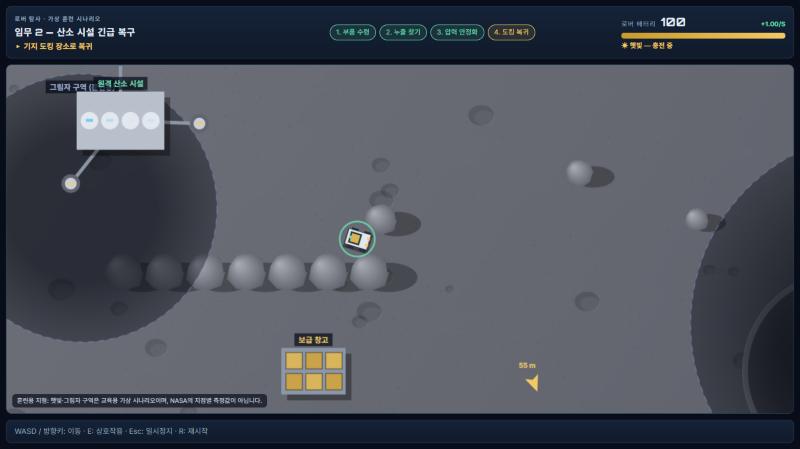 로버 탐사 · 가상 훈련 시나리오
임무 2 — 산소 시설 긴급 복구
▸ 기지 도킹 장소로 복귀
1. 부품 수령
2. 누출 찾기
3. 압력 안정화
4. 도킹 복귀
로버 배터리 100 +1.00/S
☀ 햇빛 — 충전 중
그림자 구역
원격 산소 시설
보급 창고
55 m
훈련용 지형: 햇빛·그림자 구역은 교육용 가상 시나리오이며, NASA의 지점별 측정값이 아닙니다.
WASD / 방향키: 이동 · E: 상호작용 · Esc: 일시정지 · R: 재시작